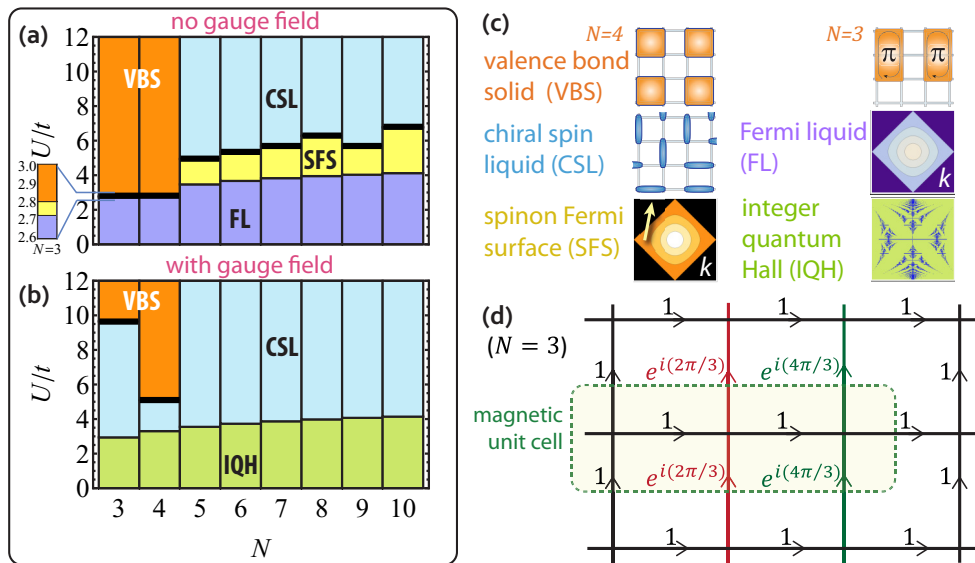 no gauge field
(a)
12
10
8
6
4
2
0
U/t
VBS
CSL
SFS
FL
3.0
2.9
2.8
2.7
2.6
N=3
with gauge field
(b)
12
10
8
6
4
2
0
U/t
VBS
CSL
IQH
3 4 5 6 7 8 9 10
N
(c)
N=4
valence bond
solid (VBS)
N=3
π π
chiral spin
liquid (CSL)
Fermi liquid
(FL)
k
spinon Fermi
surface (SFS)
k
integer
quantum
Hall (IQH)
(d)
(N = 3)
1 1 1
1 e^{i(2π/3)} e^{i(4π/3)} 1
magnetic
unit cell
1 1 1
1 e^{i(2π/3)} e^{i(4π/3)} 1
1 1 1